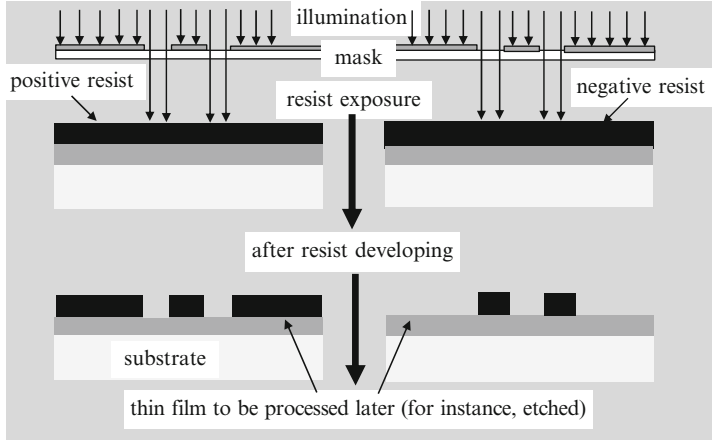 illumination
mask
positive resist
negative resist
resist exposure
after resist developing
substrate
thin film to be processed later (for instance, etched)